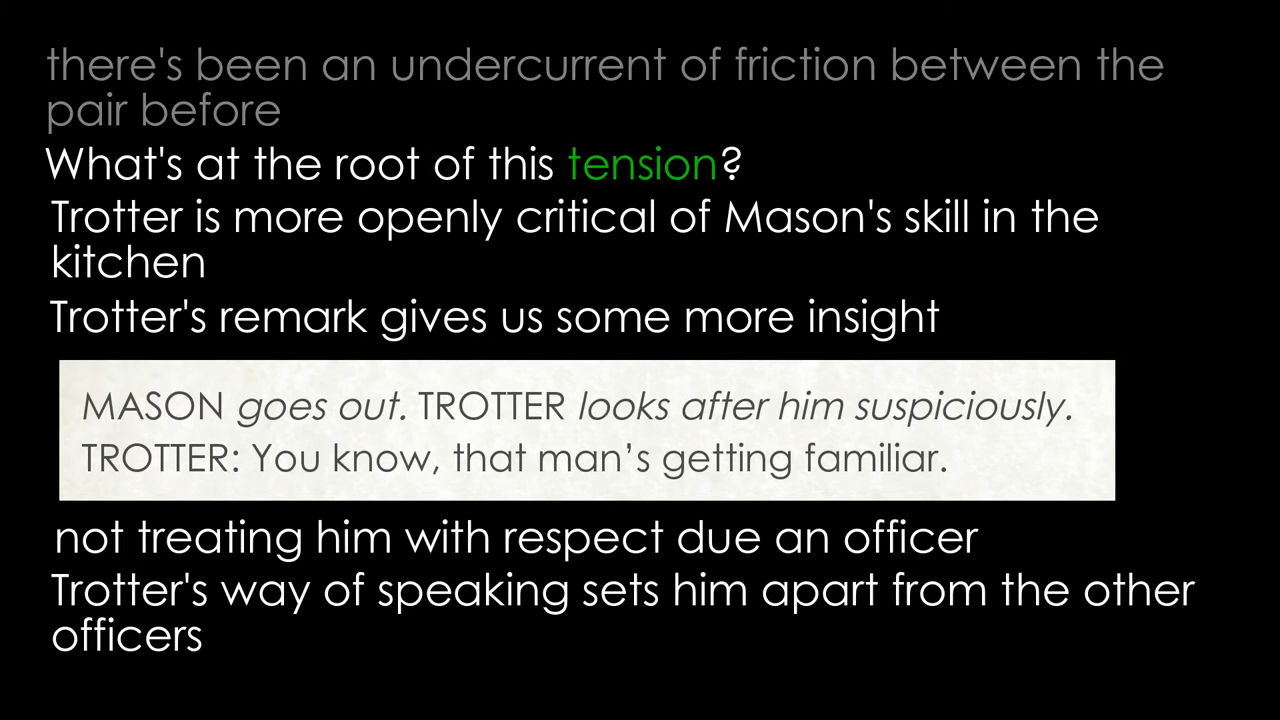 there's been an undercurrent of friction between the
pair before
What's at the root of this tension?
Trotter is more openly critical of Mason's skill in the
kitchen
Trotter's remark gives us some more insight
MASON goes out. TROTTER looks after him suspiciously.
TROTTER: You know, that man’s getting familiar.
not treating him with respect due an officer
Trotter's way of speaking sets him apart from the other
officers